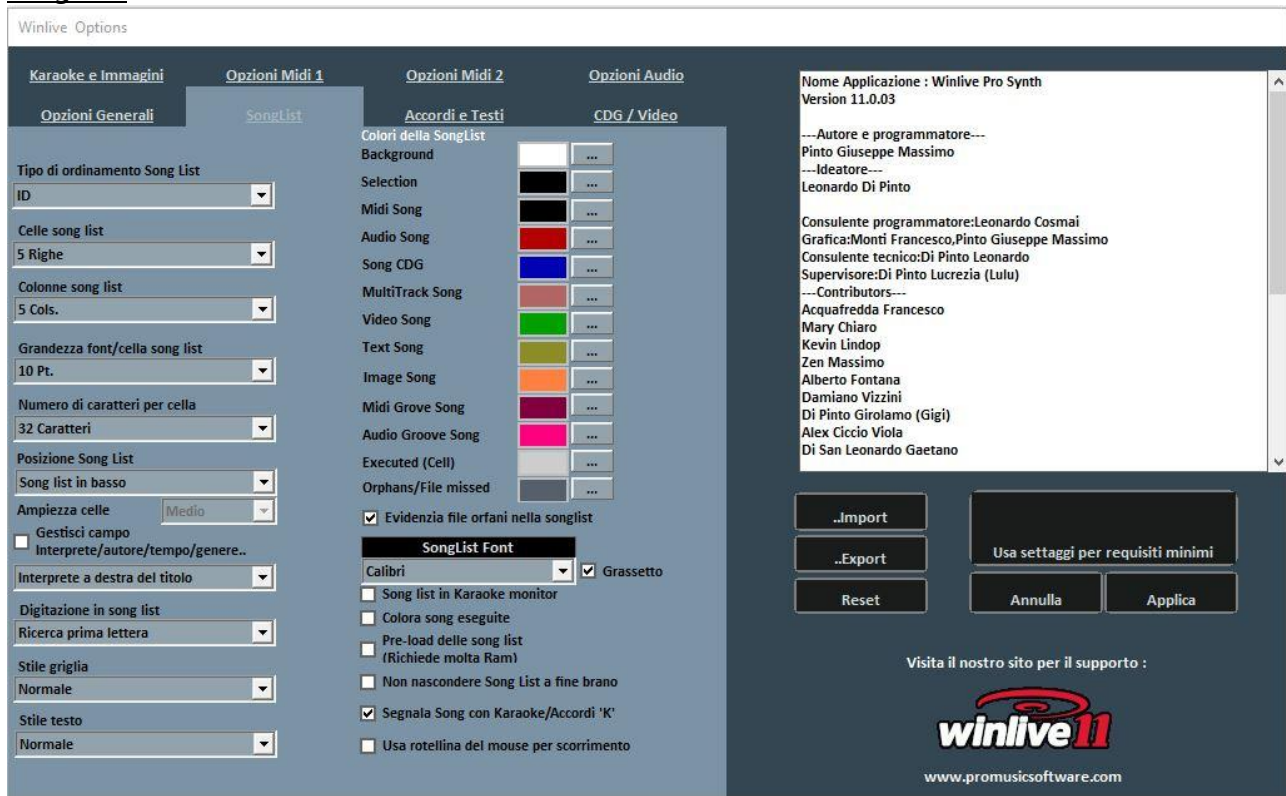 Winlive Options
Karaoke e Immagini
Opzioni Midi 1
Opzioni Midi 2
Opzioni Audio
Opzioni Generali
SongList
Accordi e Testi
CDG / Video
Tipo di ordinamento Song List
ID
Celle song list
5 Righe
Colonne song list
5 Cols.
Grandezza font/cella song list
10 Pt.
Numero di caratteri per cella
32 Caratteri
Posizione Song List
Song list in basso
Ampiezza celle
Medio
Gestisci campo
Interprete/autore/tempo/genere..
Interprete a destra del titolo
Digitazione in song list
Ricerca prima lettera
Stile griglia
Normale
Stile testo
Normale
Colori della SongList
Background
...
Selection
...
Midi Song
...
Audio Song
...
Song CDG
...
MultiTrack Song
...
Video Song
...
Text Song
...
Image Song
...
Midi Grove Song
...
Audio Groove Song
...
Executed (Cell)
...
Orphans/File missed
...
Evidenzia file orfani nella songlist
SongList Font
Calibri
Grassetto
Song list in Karaoke monitor
Colora song eseguite
Pre-load delle song list
(Richiede molta Ram)
Non nascondere Song List a fine brano
Segnala Song con Karaoke/Accordi 'K'
Usa rotellina del mouse per scorrimento
Nome Applicazione : Winlive Pro Synth
Version 11.0.03
---Autore e programmatore---
Pinto Giuseppe Massimo
---Ideatore---
Leonardo Di Pinto
Consulente programmatore:Leonardo Cosmai
Grafica:Monti Francesco,Pinto Giuseppe Massimo
Consulente tecnico:Di Pinto Leonardo
Supervisore:Di Pinto Lucrezia (Lulu)
---Contributors---
Acquafredda Francesco
Mary Chiaro
Kevin Lindop
Zen Massimo
Alberto Fontana
Damiano Vizzini
Di Pinto Girolamo (Gigi)
Alex Ciccio Viola
Di San Leonardo Gaetano
..Import
..Export
Reset
Usa settaggi per requisiti minimi
Annulla
Applica
Visita il nostro sito per il supporto :
winlive 11
www.promusicsoftware.com